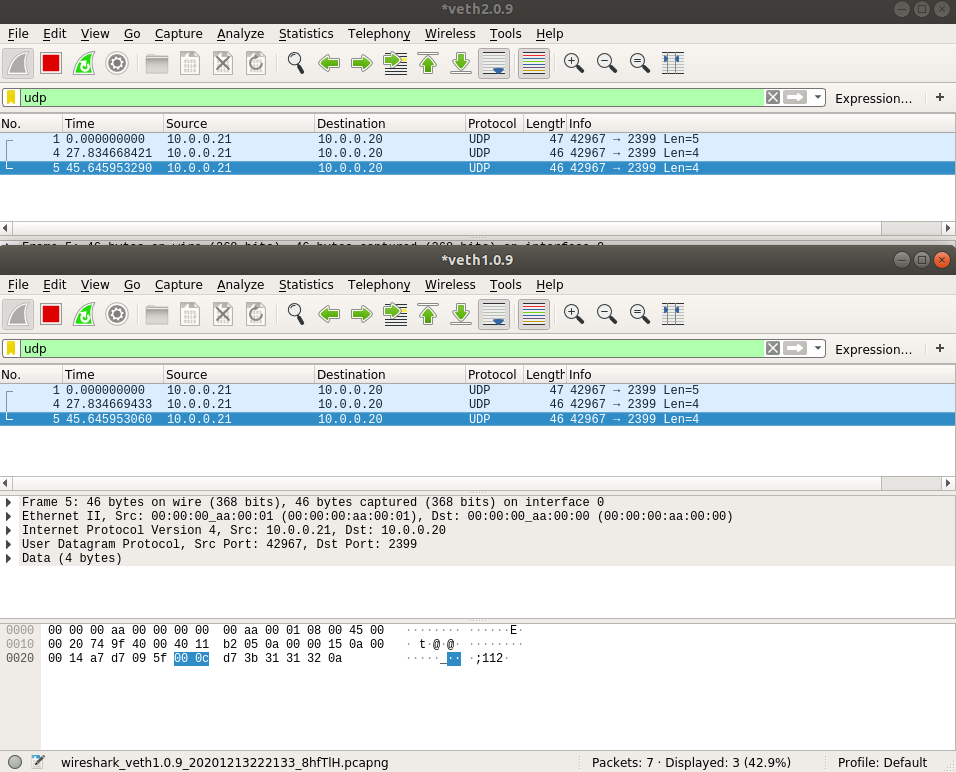 *veth2.0.9
File Edit View Go Capture Analyze Statistics Telephony Wireless Tools Help
udp Expression… +
No. Time Source Destination Protocol Length Info
1 0.000000000 10.0.0.21 10.0.0.20 UDP 47 42967 → 2399 Len=5
4 27.834668421 10.0.0.21 10.0.0.20 UDP 46 42967 → 2399 Len=4
5 45.645953290 10.0.0.21 10.0.0.20 UDP 46 42967 → 2399 Len=4
*veth1.0.9
File Edit View Go Capture Analyze Statistics Telephony Wireless Tools Help
udp Expression… +
No. Time Source Destination Protocol Length Info
1 0.000000000 10.0.0.21 10.0.0.20 UDP 47 42967 → 2399 Len=5
4 27.834669433 10.0.0.21 10.0.0.20 UDP 46 42967 → 2399 Len=4
5 45.645953060 10.0.0.21 10.0.0.20 UDP 46 42967 → 2399 Len=4
Frame 5: 46 bytes on wire (368 bits), 46 bytes captured (368 bits) on interface 0
Ethernet II, Src: 00:00:00_aa:00:01 (00:00:00:aa:00:01), Dst: 00:00:00_aa:00:00 (00:00:00:aa:00:00)
Internet Protocol Version 4, Src: 10.0.0.21, Dst: 10.0.0.20
User Datagram Protocol, Src Port: 42967, Dst Port: 2399
Data (4 bytes)
0000 00 00 00 aa 00 00 00 00 00 aa 00 01 08 00 45 00 ········ ······E·
0010 00 20 74 9f 40 00 40 11 b2 05 0a 00 00 15 0a 00 · t·@·@· ········
0020 00 14 a7 d7 09 5f 00 0c d7 3b 31 31 32 0a ·····_·· ·;112·
wireshark_veth1.0.9_20201213222133_8hfTlH.pcapng Packets: 7 · Displayed: 3 (42.9%) Profile: Default